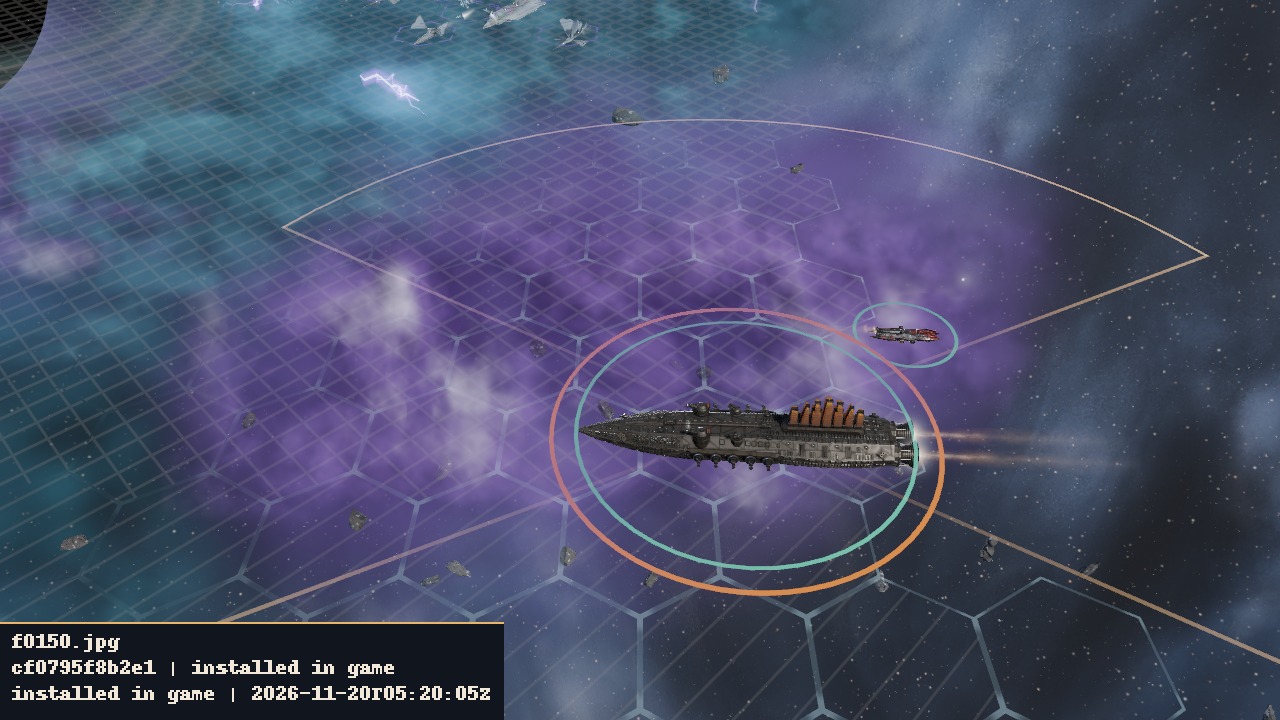 f0150.jpg
cf0795f8b2e1 | installed in game
installed in game | 2026-11-20T05:20:05Z